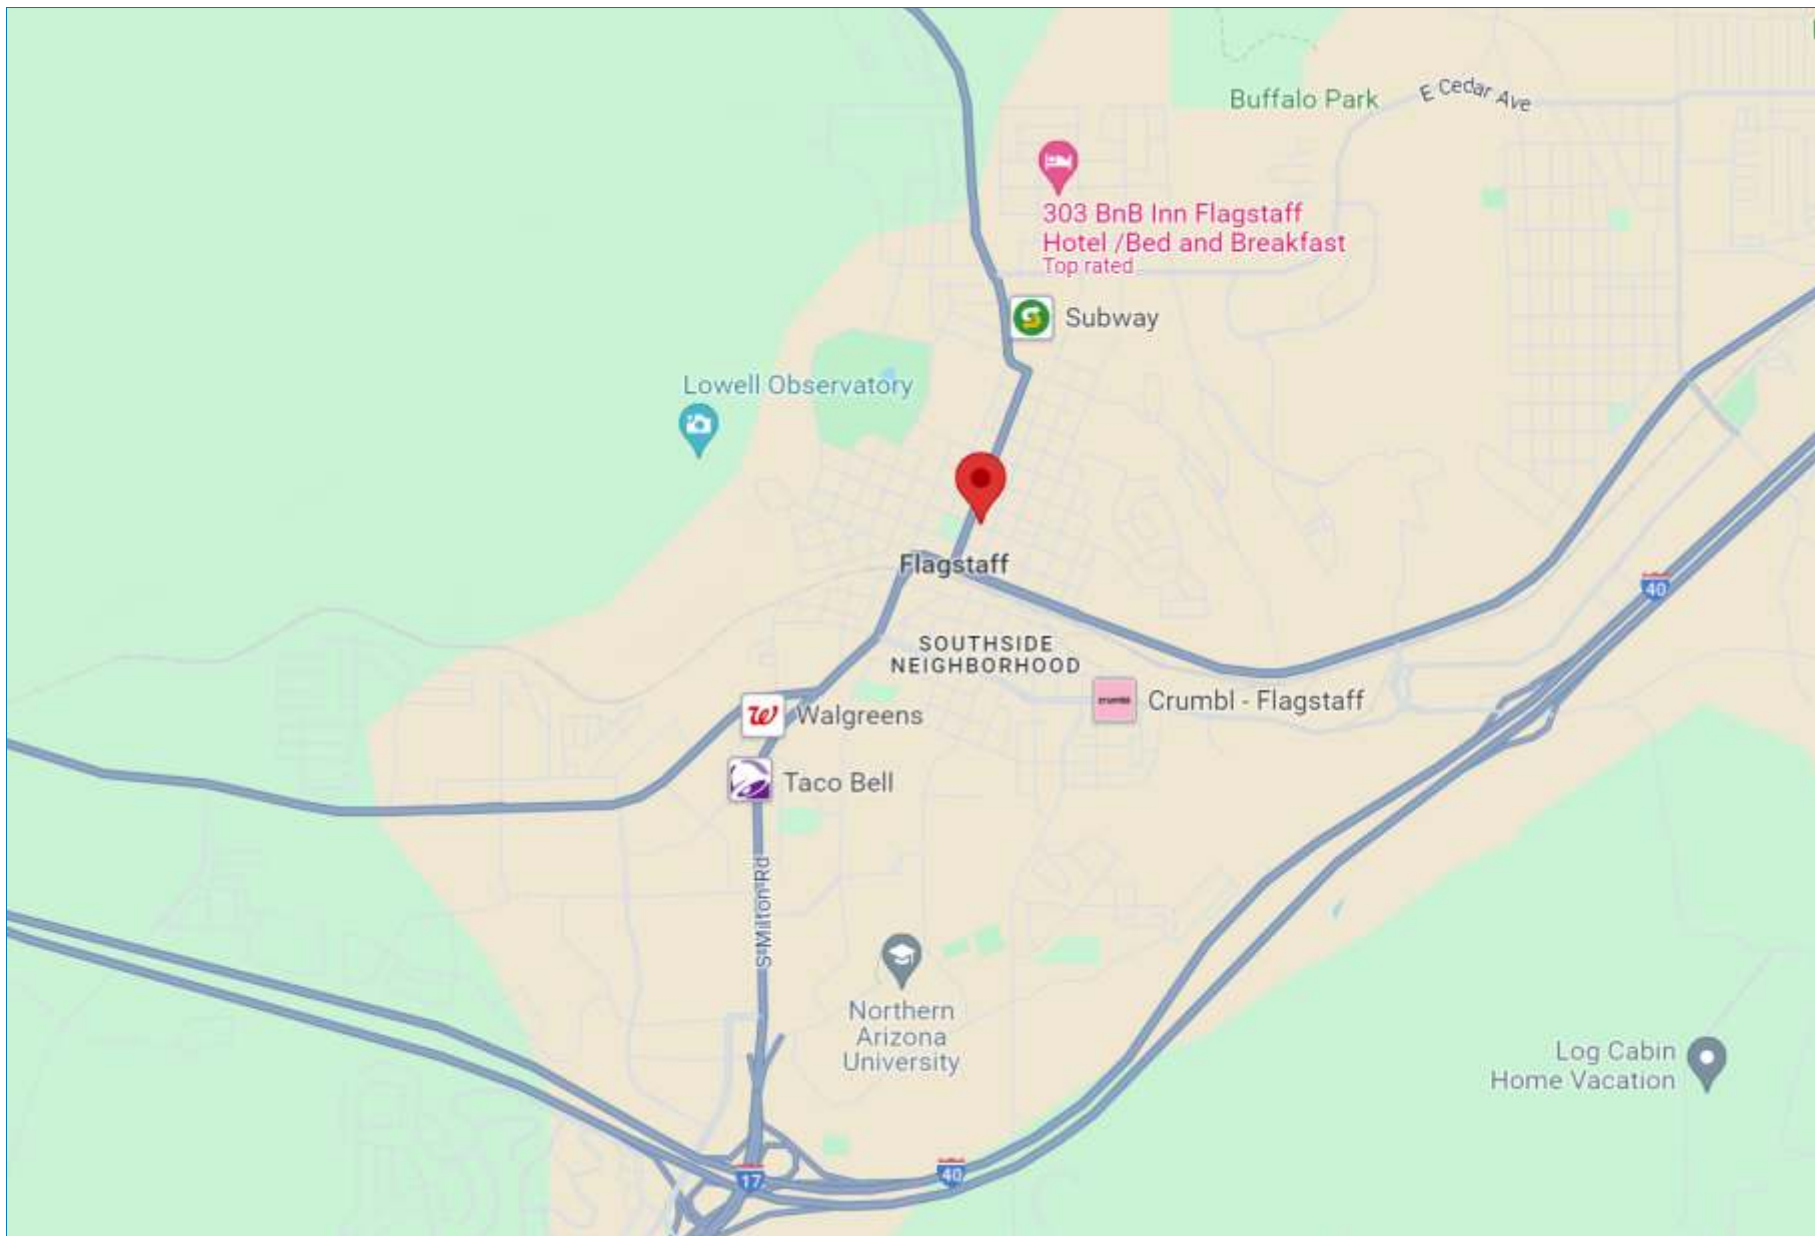 Buffalo Park
E Cedar Ave
303 BnB Inn Flagstaff
Hotel /Bed and Breakfast
Top rated
Subway
Lowell Observatory
Flagstaff
40
SOUTHSIDE
NEIGHBORHOOD
Crumbl - Flagstaff
crumbl
Walgreens
Taco Bell
S Milton Rd
Northern
Arizona
University
Log Cabin
Home Vacation
17
40